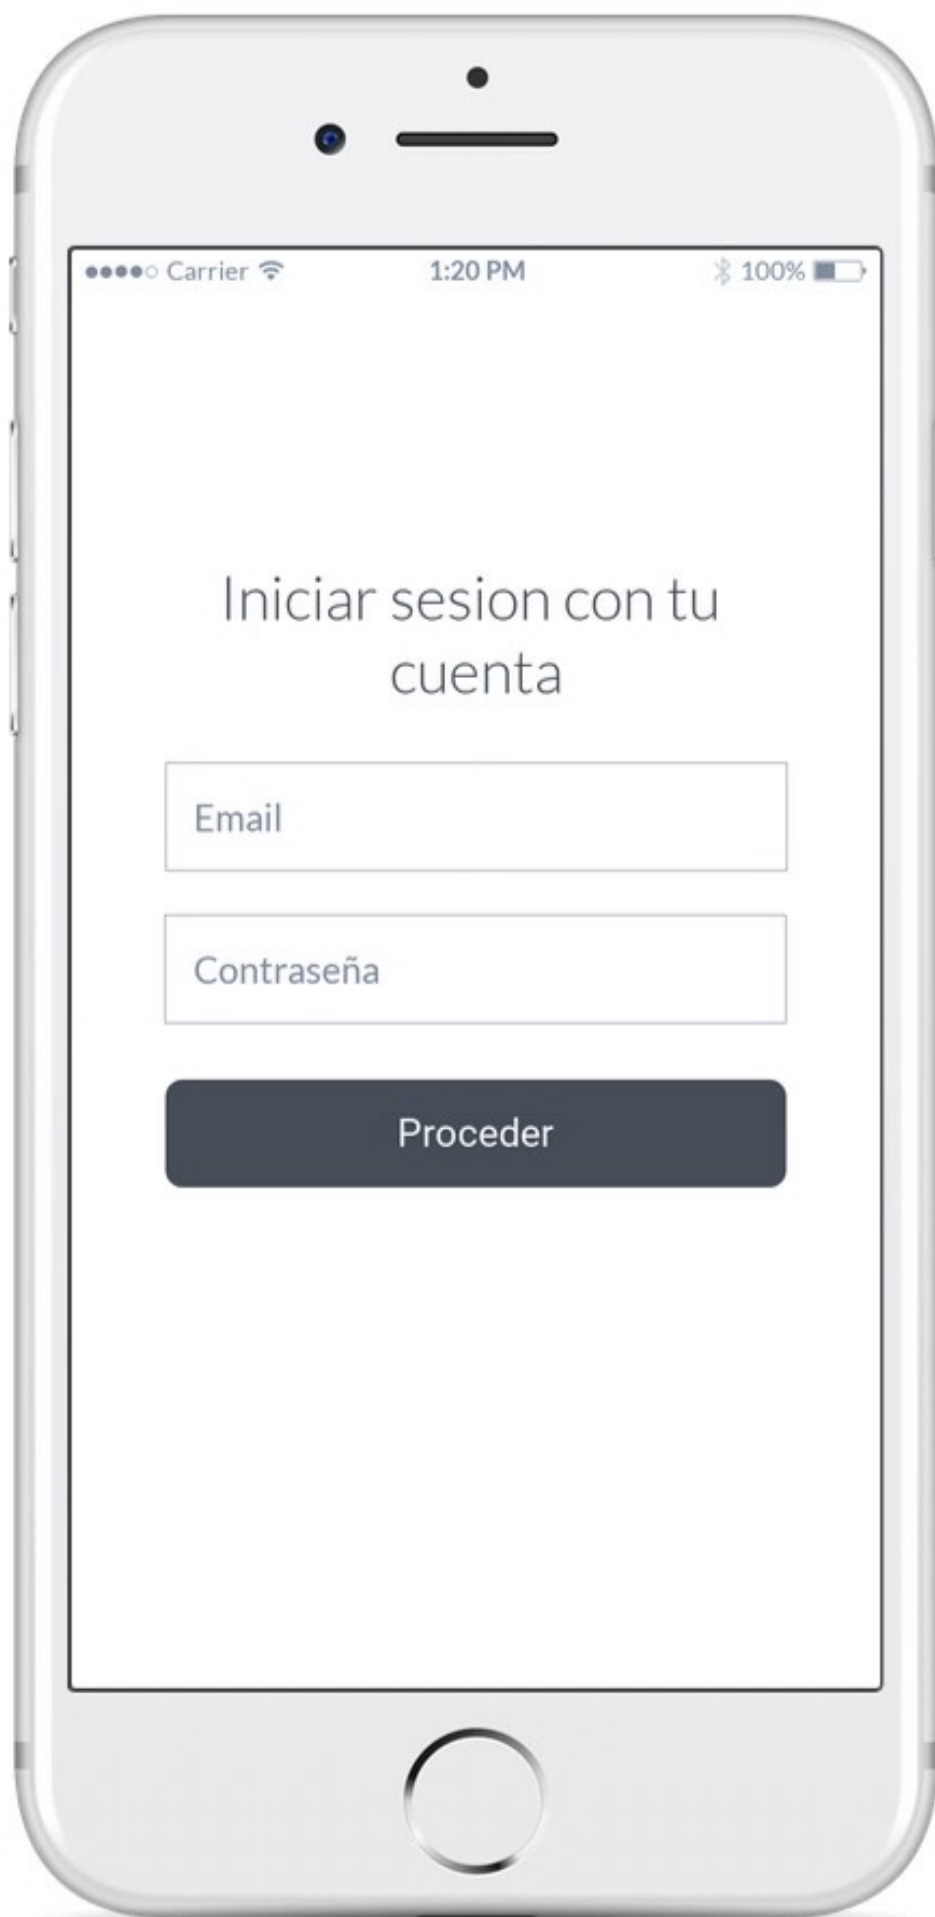 Carrier 1:20 PM 100%
Iniciar sesion con tu
cuenta
Email
Contraseña
Proceder